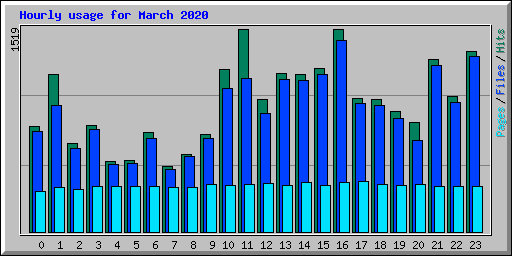 Hourly usage for March 2020
1519
Pages / Files / Hits
0 1 2 3 4 5 6 7 8 9 10 11 12 13 14 15 16 17 18 19 20 21 22 23